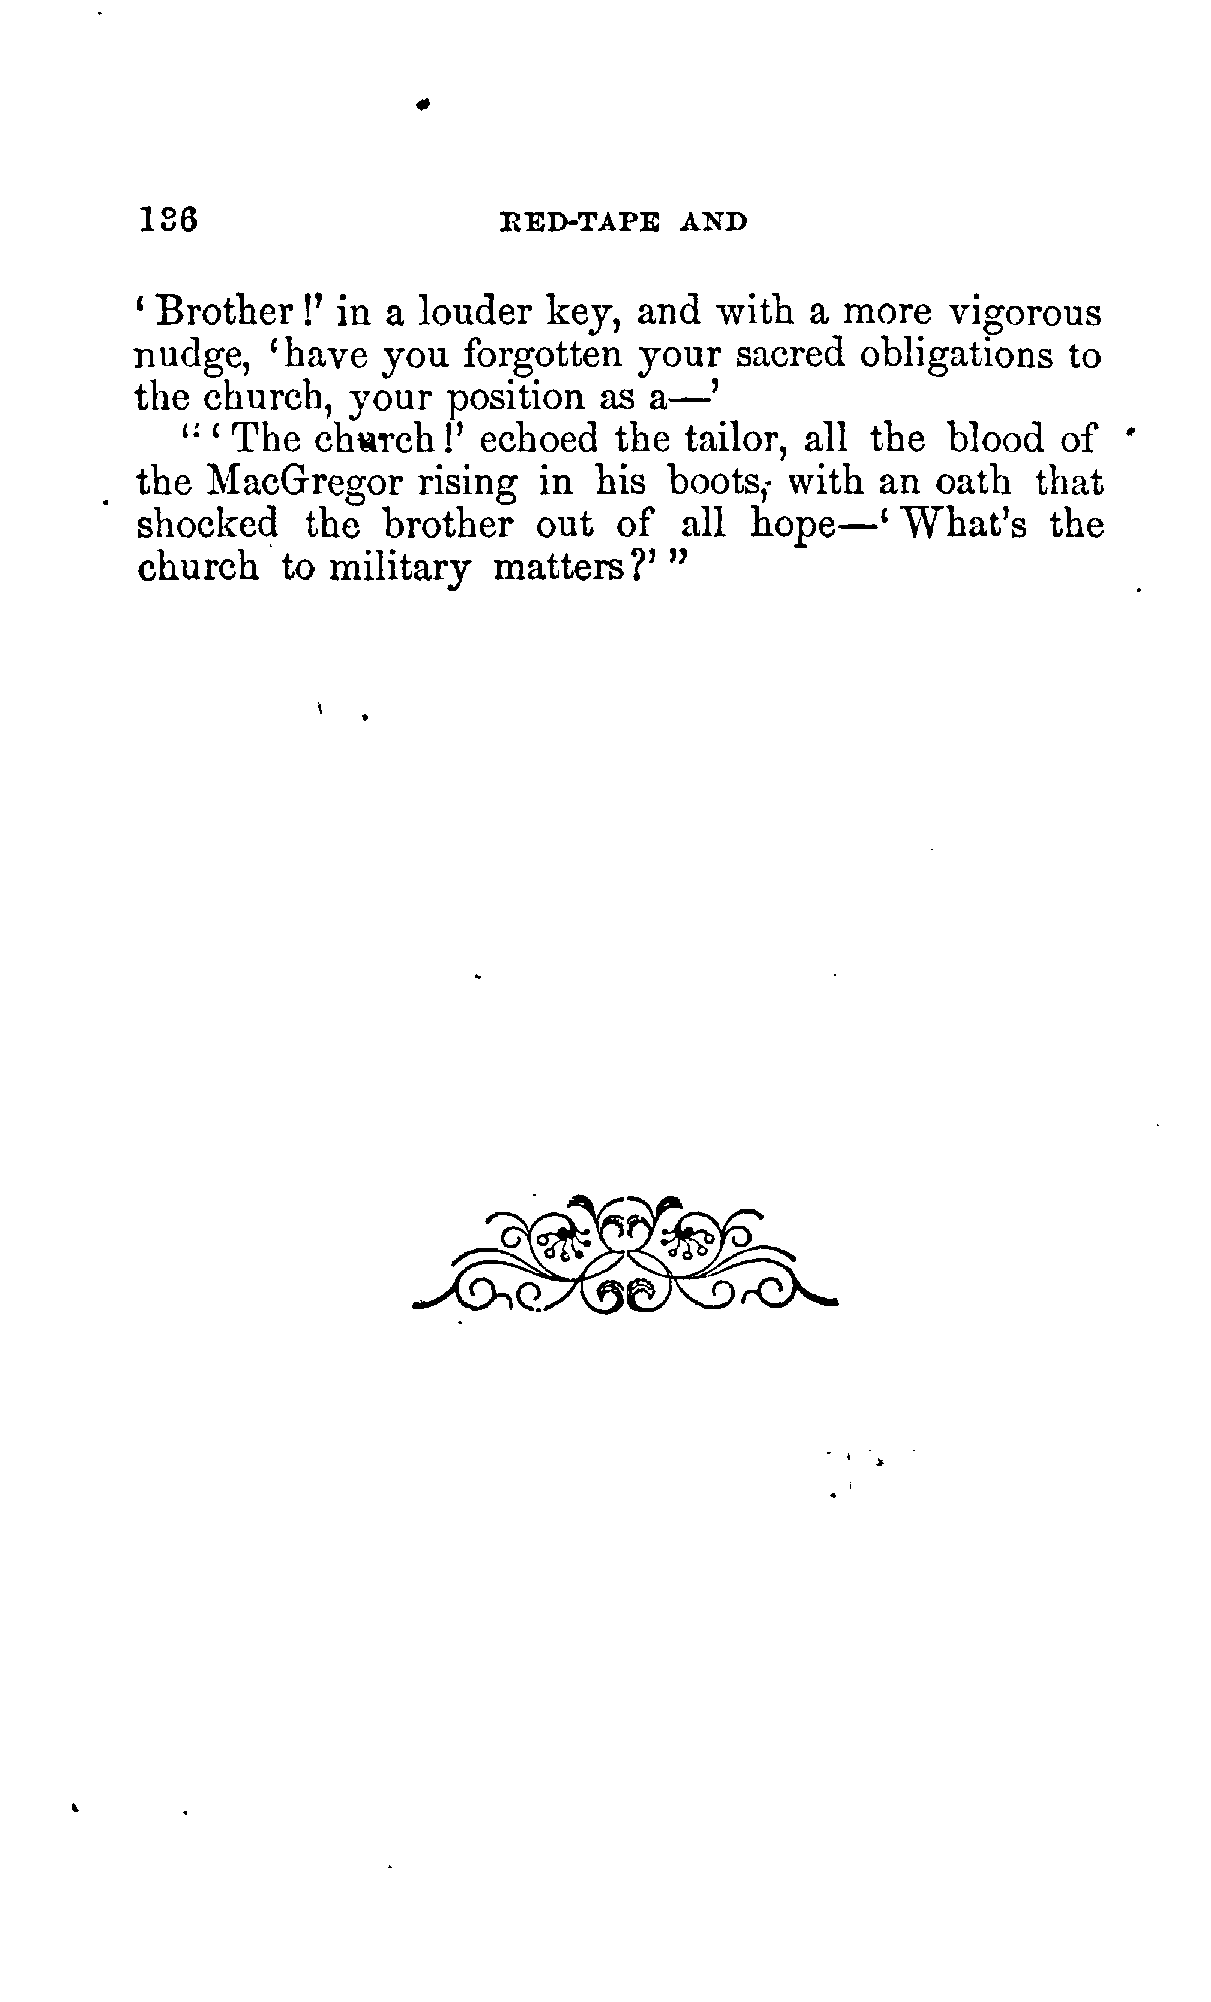 136 RED-TAPE AND
‘Brother!’ in a louder key, and with a more vigorous
nudge, ‘have you forgotten your sacred obligations to
the church, your position as a—’
“‘The church!’ echoed the tailor, all the blood of
the MacGregor rising in his boots, with an oath that
shocked the brother out of all hope—‘What’s the
church to military matters?’”